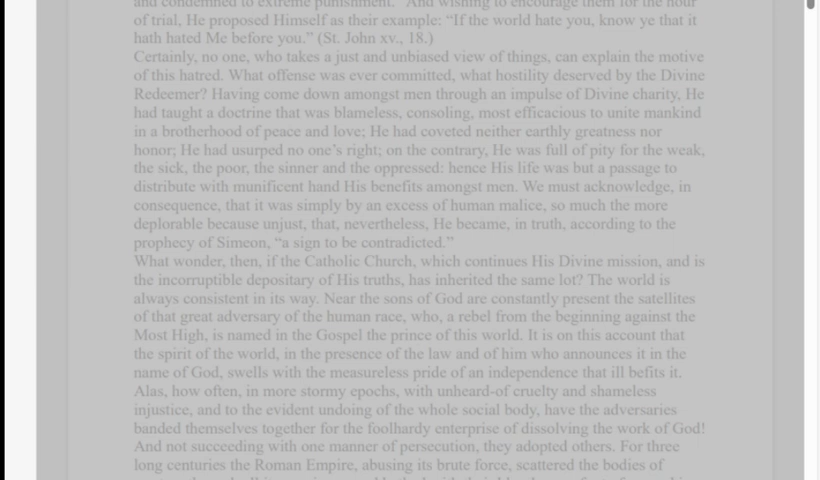 and condemned to extreme punishment." And wishing to encourage them for the hour
of trial, He proposed Himself as their example: “If the world hate you, know ye that it
hath hated Me before you.” (St. John xv., 18.)
Certainly, no one, who takes a just and unbiased view of things, can explain the motive
of this hatred. What offense was ever committed, what hostility deserved by the Divine
Redeemer? Having come down amongst men through an impulse of Divine charity, He
had taught a doctrine that was blameless, consoling, most efficacious to unite mankind
in a brotherhood of peace and love; He had coveted neither earthly greatness nor
honor; He had usurped no one’s right; on the contrary, He was full of pity for the weak,
the sick, the poor, the sinner and the oppressed: hence His life was but a passage to
distribute with munificent hand His benefits amongst men. We must acknowledge, in
consequence, that it was simply by an excess of human malice, so much the more
deplorable because unjust, that, nevertheless, He became, in truth, according to the
prophecy of Simeon, “a sign to be contradicted.”
What wonder, then, if the Catholic Church, which continues His Divine mission, and is
the incorruptible depositary of His truths, has inherited the same lot? The world is
always consistent in its way. Near the sons of God are constantly present the satellites
of that great adversary of the human race, who, a rebel from the beginning against the
Most High, is named in the Gospel the prince of this world. It is on this account that
the spirit of the world, in the presence of the law and of him who announces it in the
name of God, swells with the measureless pride of an independence that ill befits it.
Alas, how often, in more stormy epochs, with unheard-of cruelty and shameless
injustice, and to the evident undoing of the whole social body, have the adversaries
banded themselves together for the foolhardy enterprise of dissolving the work of God!
And not succeeding with one manner of persecution, they adopted others. For three
long centuries the Roman Empire, abusing its brute force, scattered the bodies of